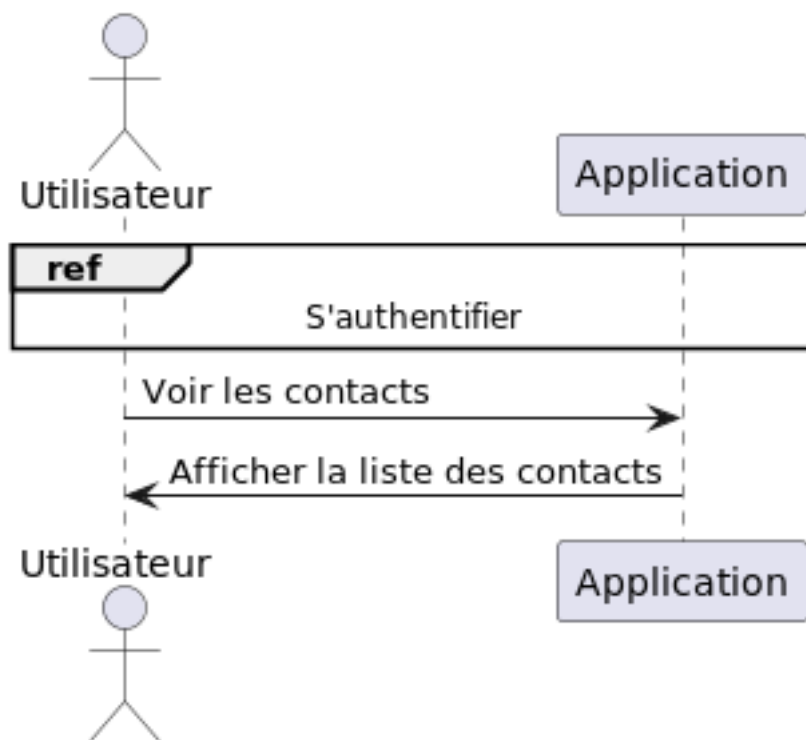 Utilisateur
Application
ref
S'authentifier
Voir les contacts
Afficher la liste des contacts
Utilisateur
Application